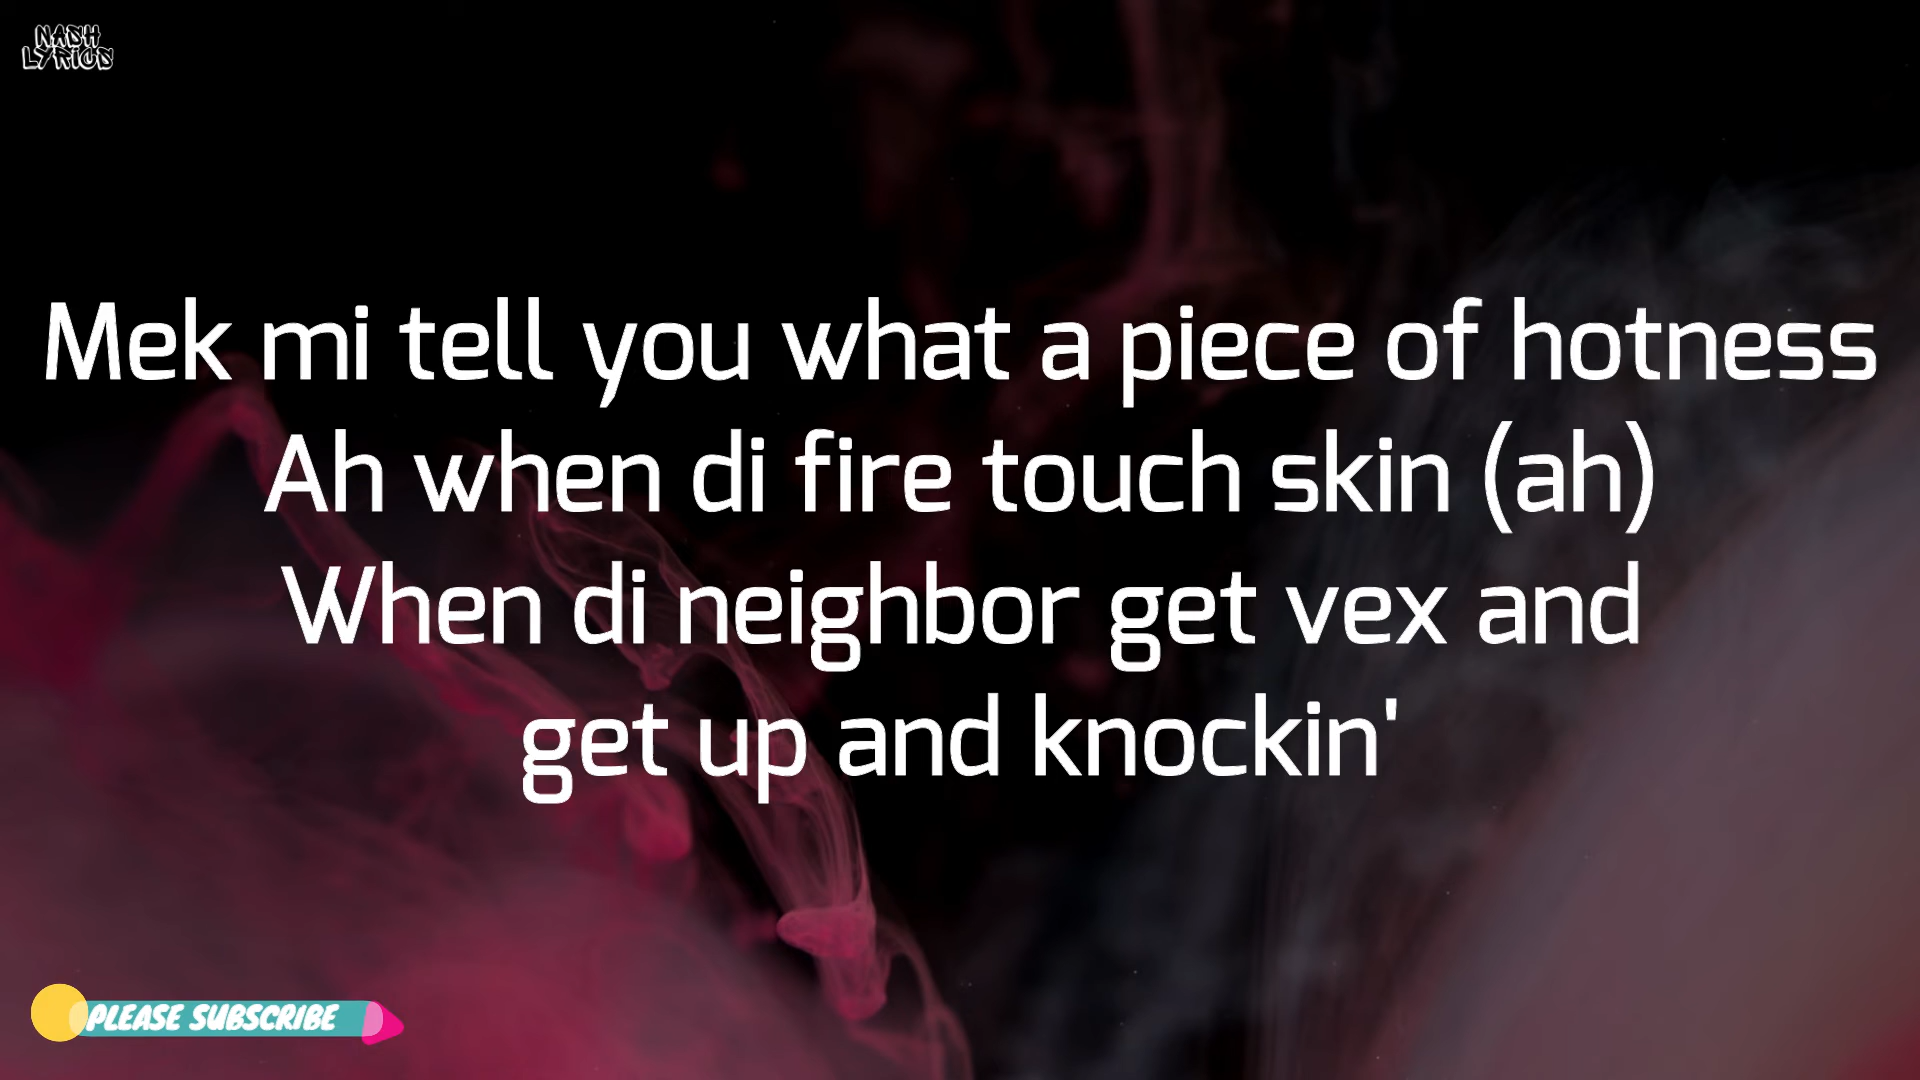 NASH
LYRICS
Mek mi tell you what a piece of hotness
Ah when di fire touch skin (ah)
When di neighbor get vex and
get up and knockin'
PLEASE SUBSCRIBE